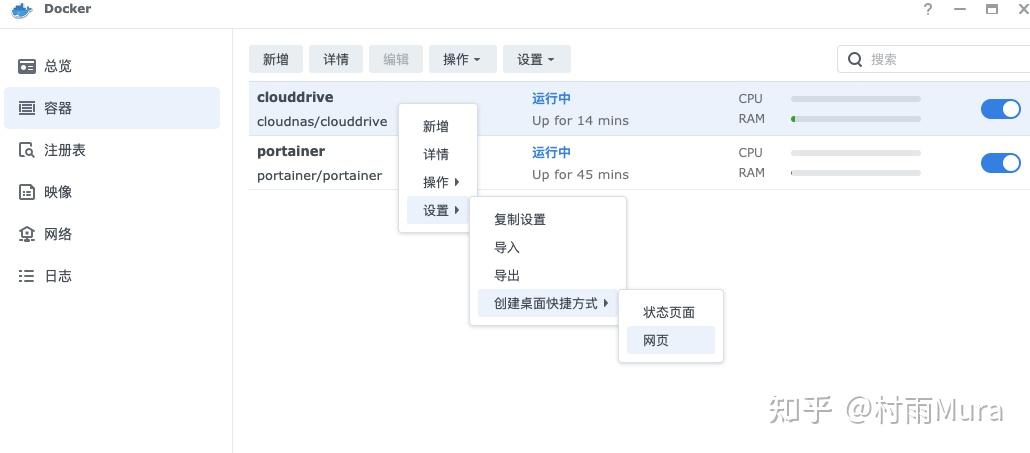 Docker
总览
容器
注册表
映像
网络
日志
新增 详情 编辑 操作 设置 搜索
clouddrive 运行中 CPU
cloudnas/clouddrive Up for 14 mins RAM
portainer 运行中 CPU
portainer/portainer Up for 45 mins RAM
新增
详情
操作
设置
复制设置
导入
导出
创建桌面快捷方式
状态页面
网页
知乎 @村雨Mura